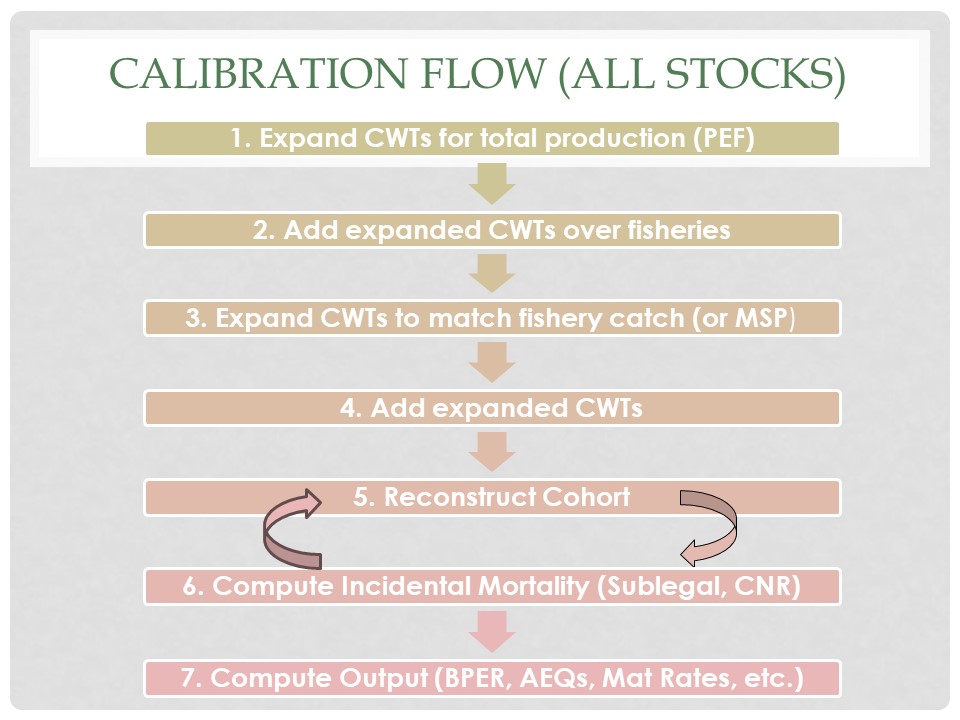 CALIBRATION FLOW (ALL STOCKS)
1. Expand CWTs for total production (PEF)
2. Add expanded CWTs over fisheries
3. Expand CWTs to match fishery catch (or MSP)
4. Add expanded CWTs
5. Reconstruct Cohort
6. Compute Incidental Mortality (Sublegal, CNR)
7. Compute Output (BPER, AEQs, Mat Rates, etc.)